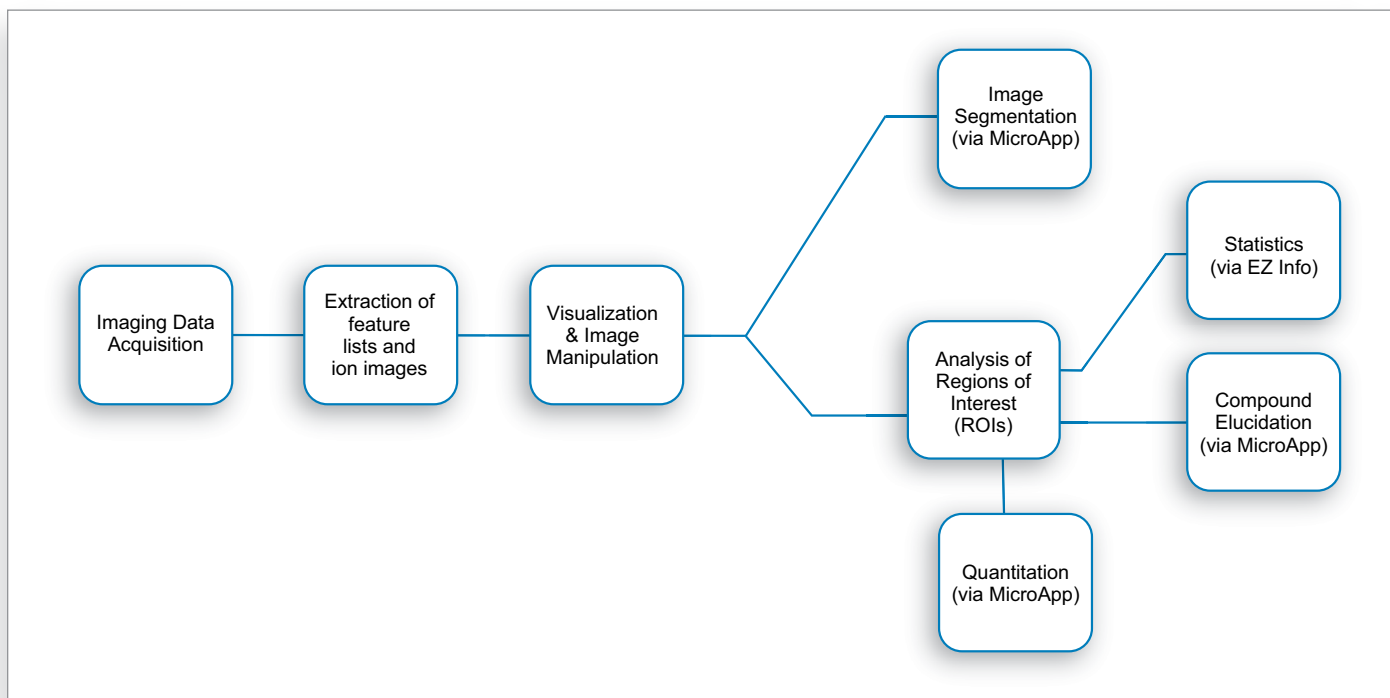 Imaging Data
Acquisition
Extraction of
feature
lists and
ion images
Visualization
& Image
Manipulation
Image
Segmentation
(via MicroApp)
Analysis of
Regions of
Interest
(ROIs)
Statistics
(via EZ Info)
Compound
Elucidation
(via MicroApp)
Quantitation
(via MicroApp)